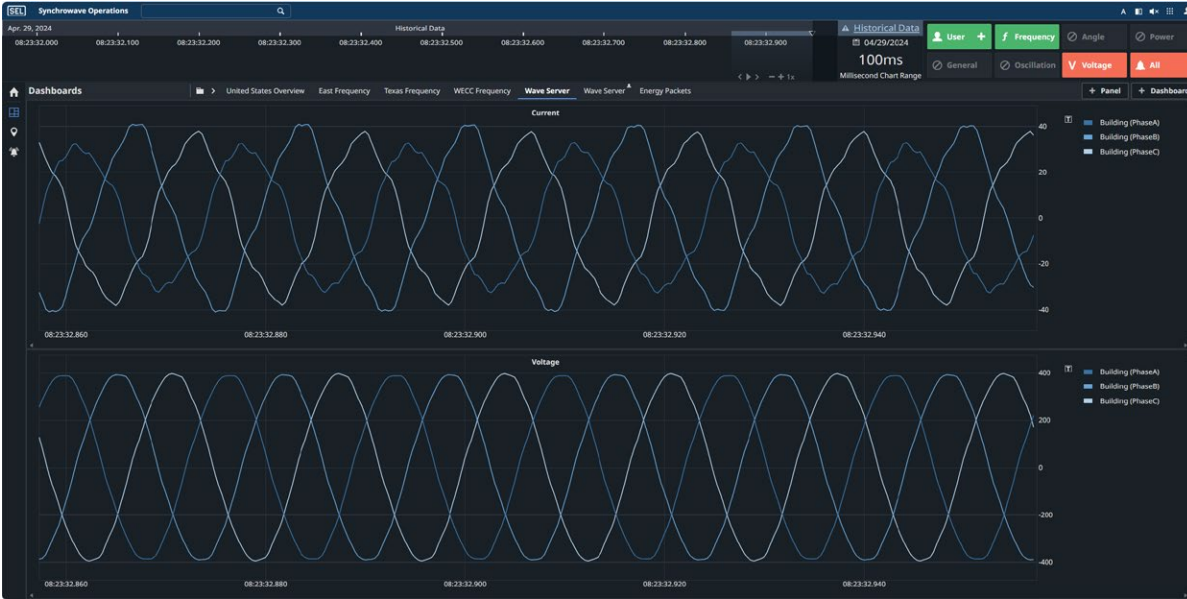 SEL Synchrowave Operations
A
Apr. 29, 2024 Historical Data
08:23:32.000 08:23:32.100 08:23:32.200 08:23:32.300 08:23:32.400 08:23:32.500 08:23:32.600 08:23:32.700 08:23:32.800 08:23:32.900
1x
Historical Data
04/29/2024
100ms
Millisecond Chart Range
User + f Frequency Angle Power
General Oscillation V Voltage All
Dashboards United States Overview East Frequency Texas Frequency WECC Frequency Wave Server Wave Server Energy Packets + Panel + Dashboard
Current
40
20
0
-20
-40
T
Building (PhaseA)
Building (PhaseB)
Building (PhaseC)
08:23:32.860 08:23:32.880 08:23:32.900 08:23:32.920 08:23:32.940
Voltage
400
200
0
-200
-400
T
Building (PhaseA)
Building (PhaseB)
Building (PhaseC)
08:23:32.860 08:23:32.880 08:23:32.900 08:23:32.920 08:23:32.940